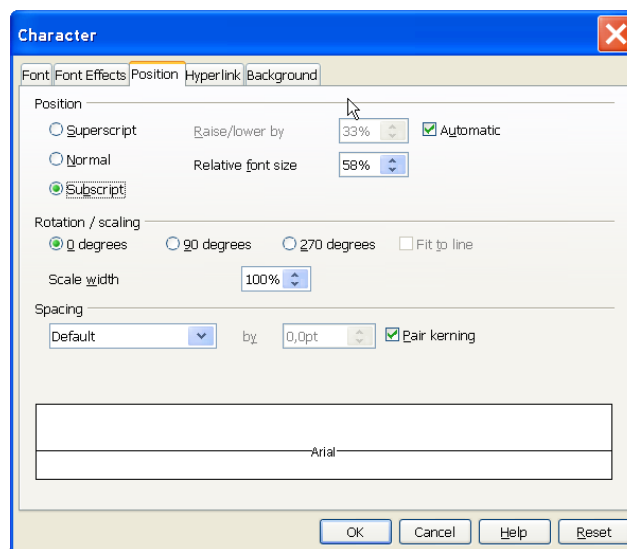 Character
Font Font Effects Position Hyperlink Background
Position
Superscript Raise/lower by 33% Automatic
Normal Relative font size 58%
Subscript
Rotation / scaling
0 degrees 90 degrees 270 degrees Fit to line
Scale width 100%
Spacing
Default by 0,0pt Pair kerning
Arial
OK Cancel Help Reset